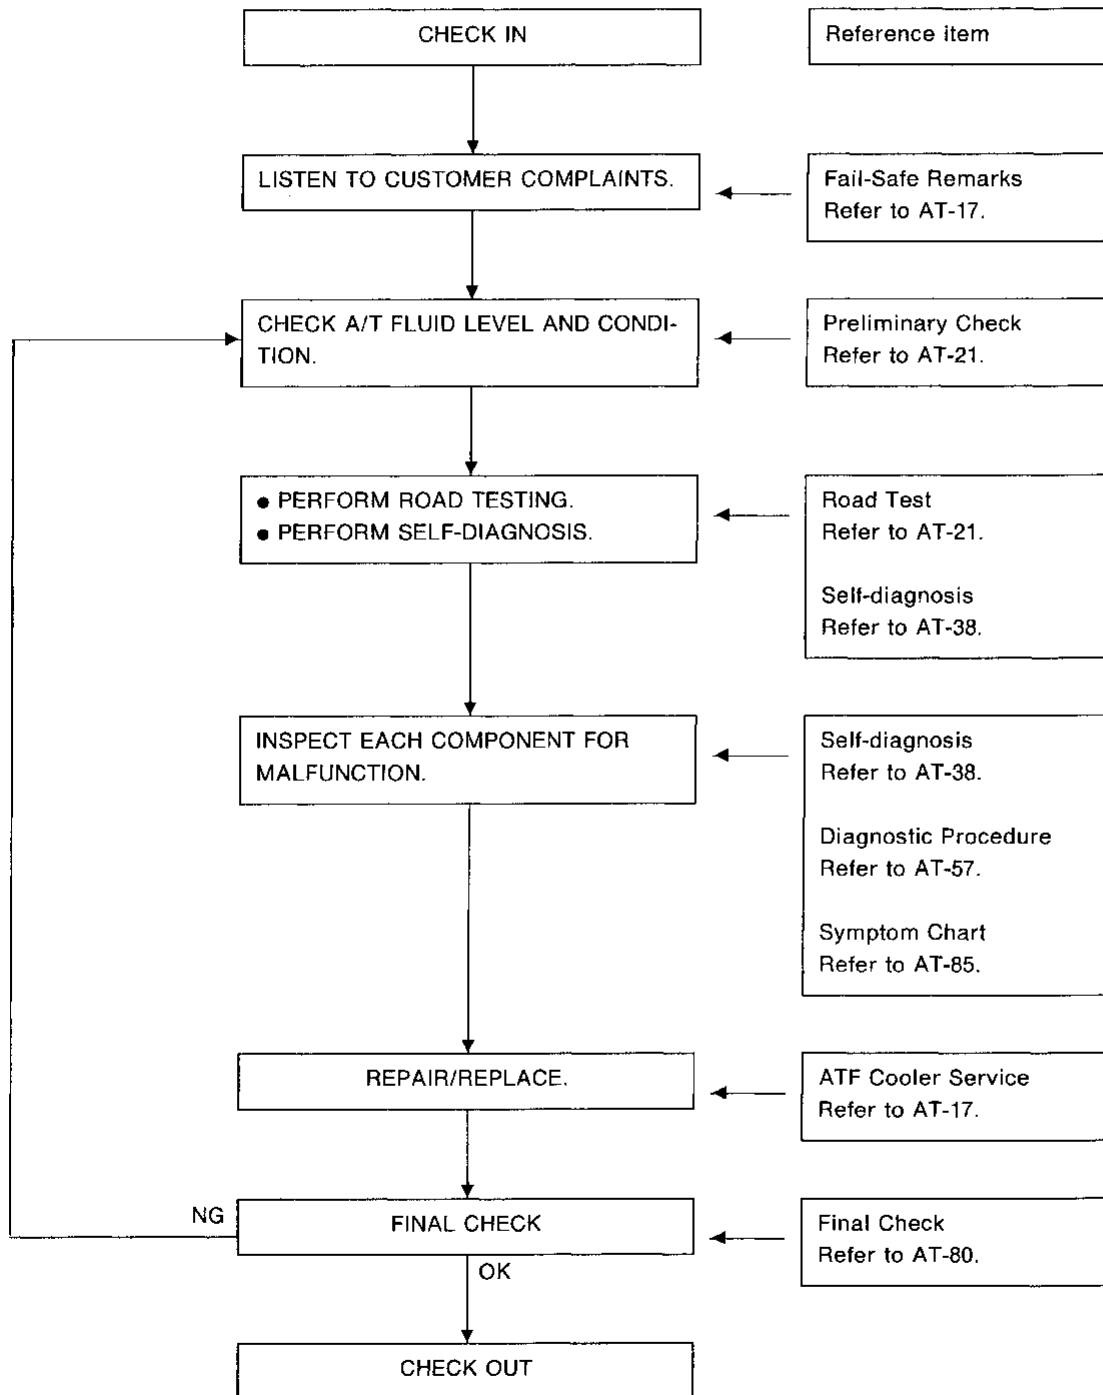 CHECK IN
Reference item
LISTEN TO CUSTOMER COMPLAINTS.
Fail-Safe Remarks
Refer to AT-17.
CHECK A/T FLUID LEVEL AND CONDI-
TION.
Preliminary Check
Refer to AT-21.
● PERFORM ROAD TESTING.
● PERFORM SELF-DIAGNOSIS.
Road Test
Refer to AT-21.
Self-diagnosis
Refer to AT-38.
INSPECT EACH COMPONENT FOR
MALFUNCTION.
Self-diagnosis
Refer to AT-38.
Diagnostic Procedure
Refer to AT-57.
Symptom Chart
Refer to AT-85.
REPAIR/REPLACE.
ATF Cooler Service
Refer to AT-17.
NG
FINAL CHECK
Final Check
Refer to AT-80.
OK
CHECK OUT